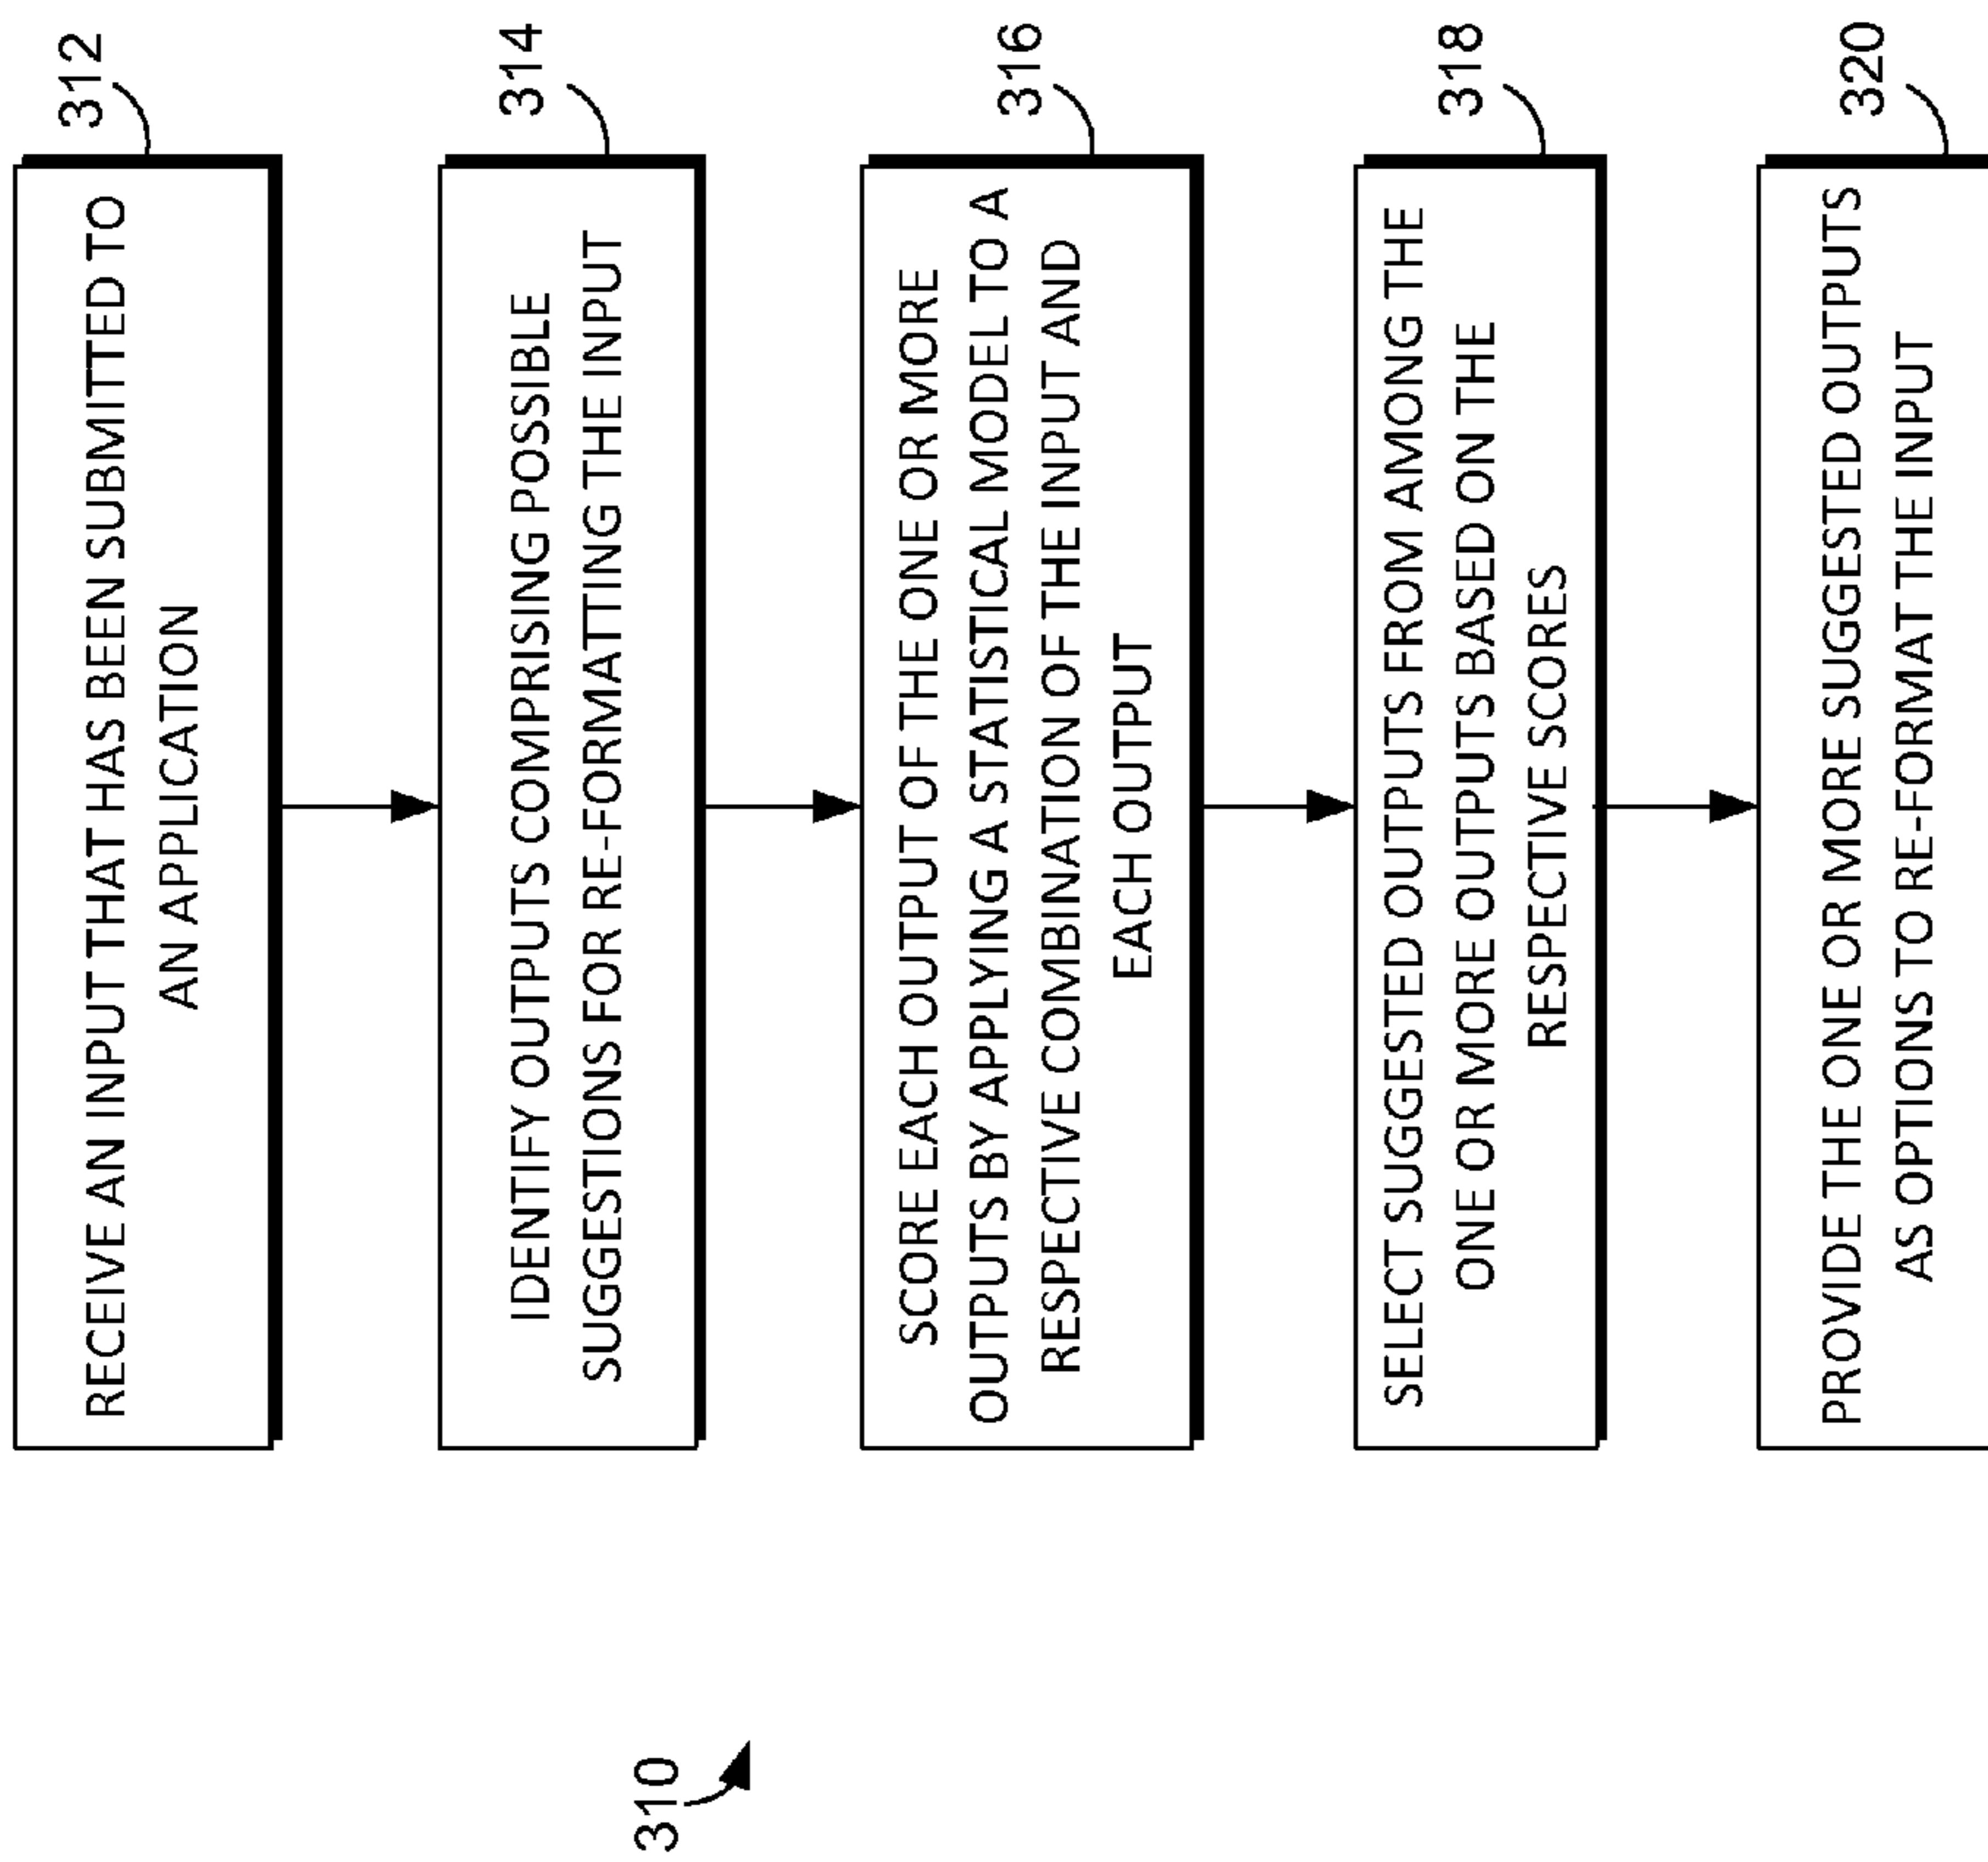 310
312
RECEIVE AN INPUT THAT HAS BEEN SUBMITTED TO
AN APPLICATION
314
IDENTIFY OUTPUTS COMPRISING POSSIBLE
SUGGESTIONS FOR RE-FORMATTING THE INPUT
316
SCORE EACH OUTPUT OF THE ONE OR MORE
OUTPUTS BY APPLYING A STATISTICAL MODEL TO A
RESPECTIVE COMBINATION OF THE INPUT AND
EACH OUTPUT
318
SELECT SUGGESTED OUTPUTS FROM AMONG THE
ONE OR MORE OUTPUTS BASED ON THE
RESPECTIVE SCORES
320
PROVIDE THE ONE OR MORE SUGGESTED OUTPUTS
AS OPTIONS TO RE-FORMAT THE INPUT